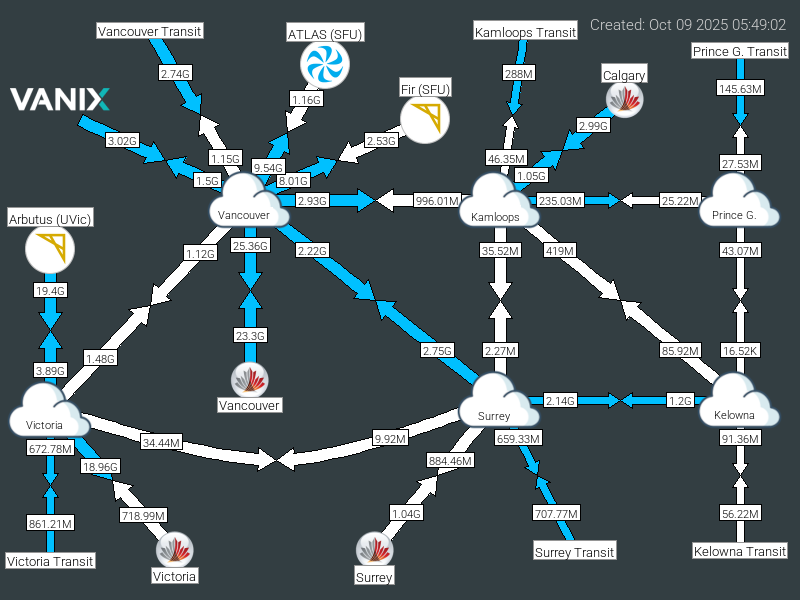 Created: Oct 09 2025 05:49:02
Vancouver Transit
ATLAS (SFU)
Kamloops Transit
Prince G. Transit
2.74G
288M
Calgary
145.63M
VANIX
1.16G
Fir (SFU)
2.99G
3.02G
2.53G
1.15G
46.35M
27.53M
9.54G
1.05G
1.5G
8.01G
2.93G
996.01M
235.03M
25.22M
Vancouver
Kamloops
Prince G.
Arbutus (UVic)
1.12G
25.36G
2.22G
35.52M
419M
43.07M
19.4G
23.3G
1.48G
2.75G
2.27M
85.92M
16.52K
3.89G
Vancouver
2.14G
1.2G
Victoria
Surrey
Kelowna
672.78M
34.44M
9.92M
659.33M
91.36M
18.96G
884.46M
861.21M
718.99M
1.04G
707.77M
56.22M
Victoria Transit
Victoria
Surrey
Surrey Transit
Kelowna Transit